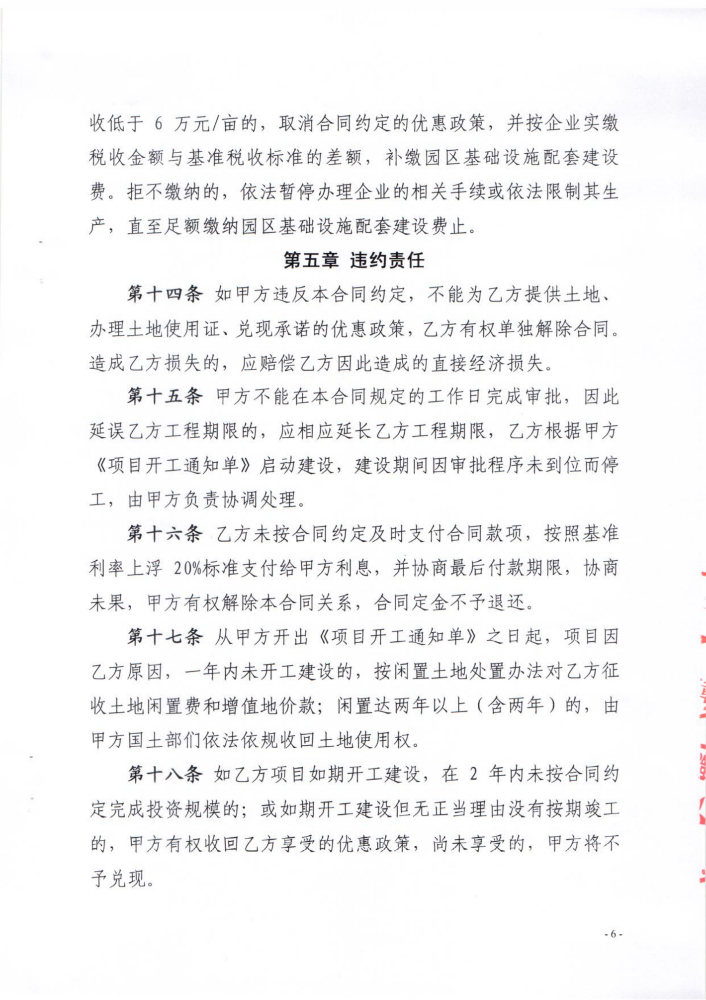 收低于 6 万元/亩的，取消合同约定的优惠政策，并按企业实缴
税收金额与基准税收标准的差额，补缴园区基础设施配套建设
费。拒不缴纳的，依法暂停办理企业的相关手续或依法限制其生
产，直至足额缴纳园区基础设施配套建设费止。
第五章 违约责任
第十四条 如甲方违反本合同约定，不能为乙方提供土地、
办理土地使用证、兑现承诺的优惠政策，乙方有权单独解除合同。
造成乙方损失的，应赔偿乙方因此造成的直接经济损失。
第十五条 甲方不能在本合同规定的工作日完成审批，因此
延误乙方工程期限的，应相应延长乙方工程期限，乙方根据甲方
《项目开工通知单》启动建设，建设期间因审批程序未到位而停
工，由甲方负责协调处理。
第十六条 乙方未按合同约定及时支付合同款项，按照基准
利率上浮 20%标准支付给甲方利息，并协商最后付款期限，协商
未果，甲方有权解除本合同关系，合同定金不予退还。
第十七条 从甲方开出《项目开工通知单》之日起，项目因
乙方原因，一年内未开工建设的，按闲置土地处置办法对乙方征
收土地闲置费和增值地价款；闲置达两年以上（含两年）的，由
甲方国土部们依法依规收回土地使用权。
第十八条 如乙方项目如期开工建设，在 2 年内未按合同约
定完成投资规模的；或如期开工建设但无正当理由没有按期竣工
的，甲方有权收回乙方享受的优惠政策，尚未享受的，甲方将不
予兑现。
- 6 -